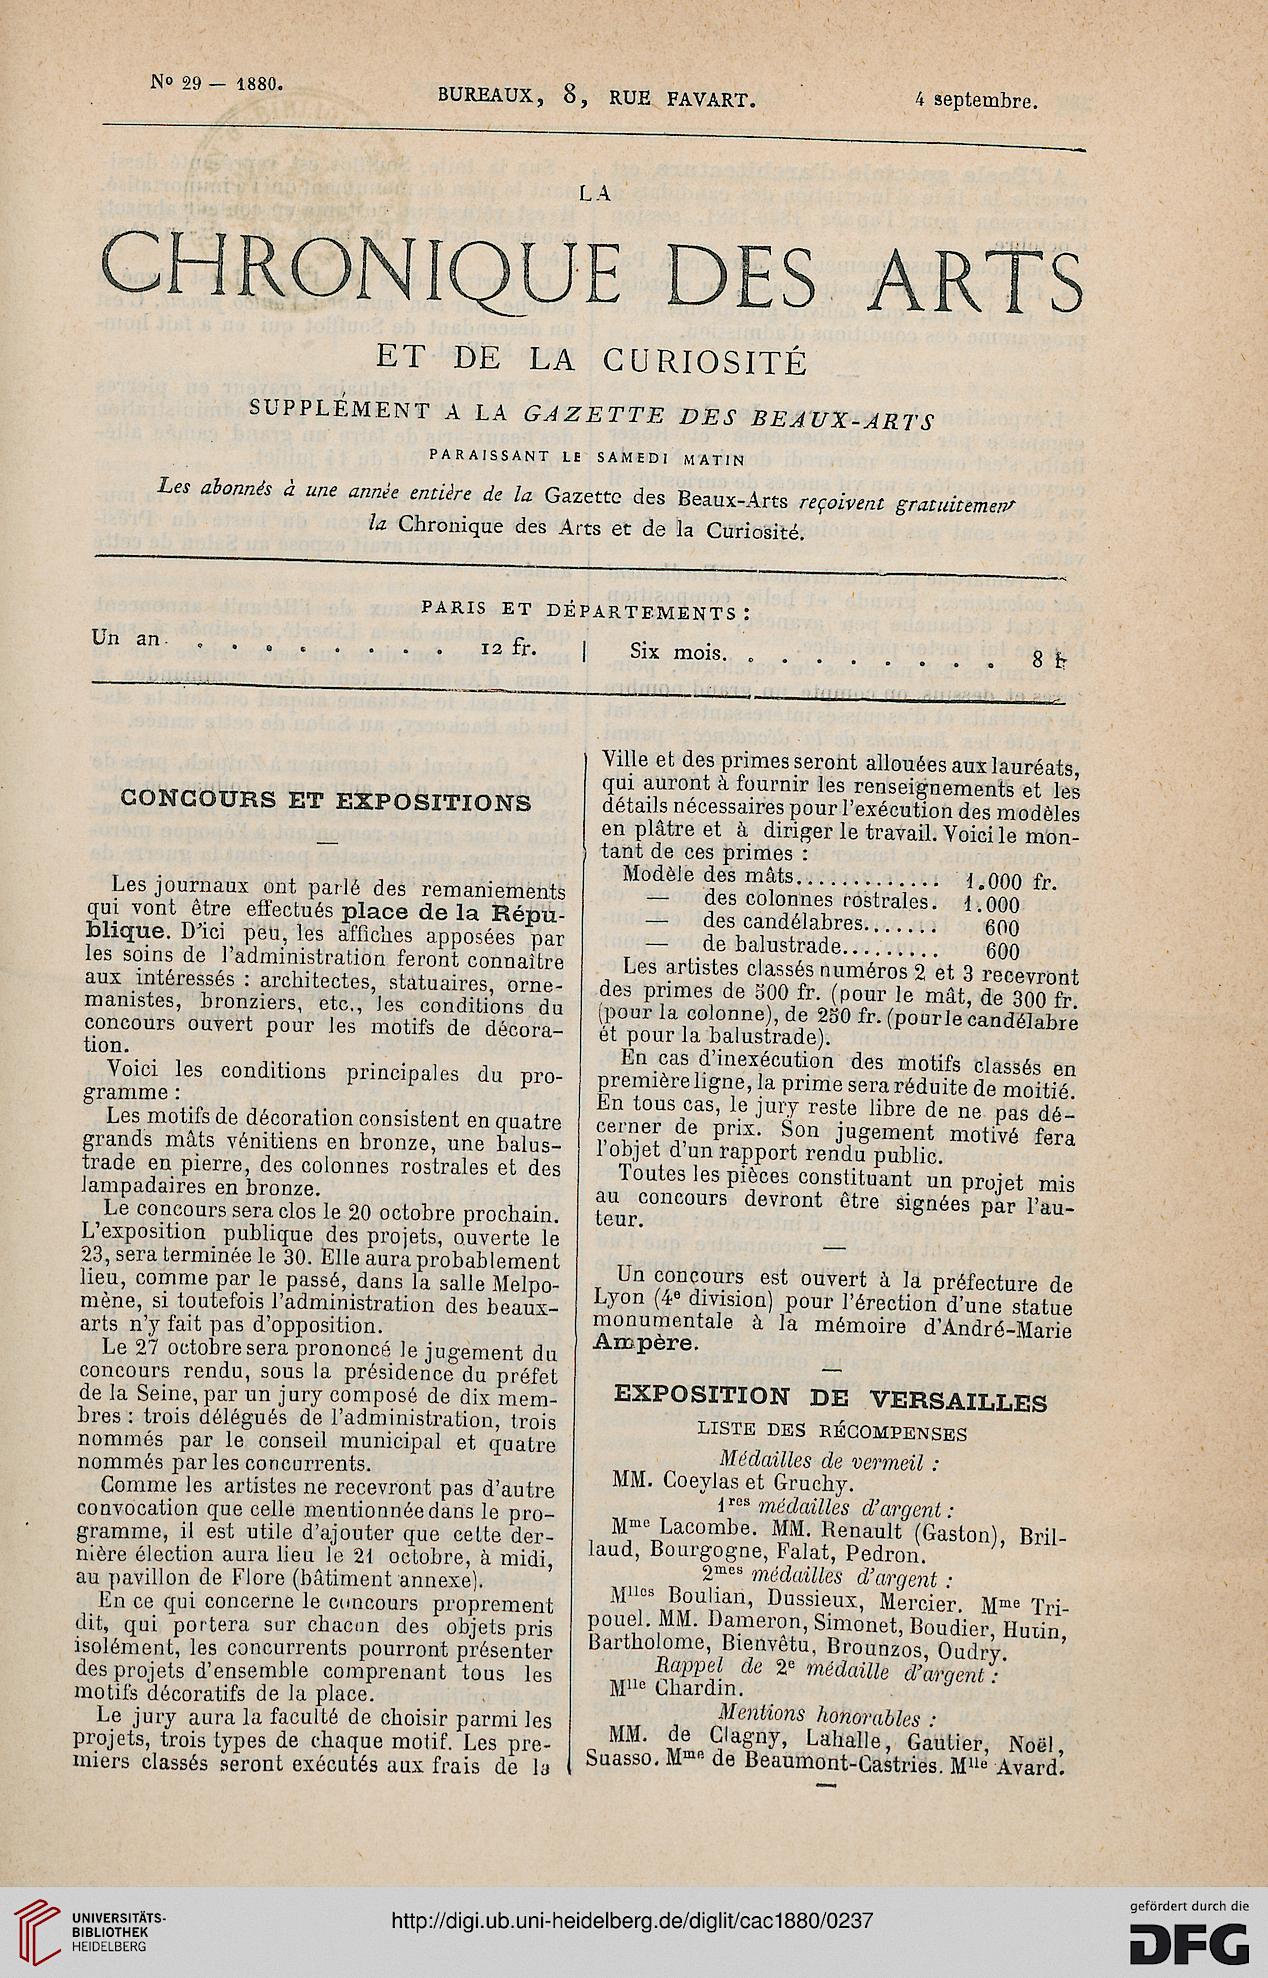 Nº 29 — 1880.
BUREAUX, 8, RUE FAVART.
4 septembre.
LA
CHRONIQUE DES ARTS
ET DE LA CURIOSITÉ
SUPPLÉMENT A LA GAZETTE DES BEAUX-ARTS
PARAISSANT LE SAMEDI MATIN
Les abonnés à une année entière de la Gazette des Beaux-Arts reçoivent gratuitement
la Chronique des Arts et de la Curiosité.
PARIS ET DÉPARTEMENTS :
Un an . . . . . . . . 12 fr. | Six mois. . . . . . . . . 8 fr
CONCOURS ET EXPOSITIONS
—
Les journaux ont parlé des remaniements
qui vont être effectués place de la Répu-
blique. D'ici peu, les affiches apposées par
les soins de l'administration feront connaître
aux intéressés : architectes, statuaires, orne-
manistes, bronziers, etc., les conditions du
concours ouvert pour les motifs de décora-
tion.
Voici les conditions principales du pro-
gramme :
Les motifs de décoration consistent en quatre
grands mâts vénitiens en bronze, une balus-
trade en pierre, des colonnes rostrales et des
lampadaires en bronze.
Le concours sera clos le 20 octobre prochain.
L'exposition publique des projets, ouverte le
23, sera terminée le 30. Elle aura probablement
lieu, comme par le passé, dans la salle Melpo-
mène, si toutefois l'administration des beaux-
arts n'y fait pas d'opposition.
Le 27 octobre sera prononcé le jugement du
concours rendu, sous la présidence du préfet
de la Seine, par un jury composé de dix mem-
bres : trois délégués de l'administration, trois
nommés par le conseil municipal et quatre
nommés par les concurrents.
Comme les artistes ne recevront pas d'autre
convocation que celle mentionnée dans le pro-
gramme, il est utile d'ajouter que cette der-
nière élection aura lieu le 21 octobre, à midi,
au pavillon de Flore (bâtiment annexe).
En ce qui concerne le concours proprement
dit, qui portera sur chacun des objets pris
isolément, les concurrents pourront présenter
des projets d'ensemble comprenant tous les
motifs décoratifs de la place.
Le jury aura la faculté de choisir parmi les
projets, trois types de chaque motif. Les pre-
miers classés seront exécutés aux frais de la
Ville et des primes seront allouées aux lauréats,
qui auront à fournir les renseignements et les
détails nécessaires pour l'exécution des modèles
en plâtre et à diriger le travail. Voici le mon-
tant de ces primes :
Modèle des mâts.............. 1.000 fr.
— des colonnes rostrales. 1.000
— des candélabres....... 600
— de balustrade......... 600
Les artistes classés numéros 2 et 3 recevront
des primes de 500 fr. (pour le mât, de 300 fr.
(pour la colonne), de 250 fr. (pour le candélabre
et pour la balustrade).
En cas d'inexécution des motifs classés en
première ligne, la prime sera réduite de moitié.
En tous cas, le jury reste libre de ne pas dé-
cerner de prix. Son jugement motivé fera
l'objet d'un rapport rendu public.
Toutes les pièces constituant un projet mis
au concours devront être signées par l'au-
teur.
—
Un concours est ouvert à la préfecture de
Lyon (4e division) pour l'érection d'une statue
monumentale à la mémoire d'André-Marie
Ampère.
—
EXPOSITION DE VERSAILLES
LISTE DES RÉCOMPENSES
Médailles de vermeil :
MM. Coeylas et Gruchy.
1res médailles d'argent :
Mme Lacombe. MM. Renault (Gaston), Bril-
laud, Bourgogne, Falat, Pedron.
2mes médailles d'argent :
Mlles Boulian, Dussieux, Mercier. Mme Tri-
pouel. MM. Dameron, Simonet, Boudier, Hutin,
Bartholome, Bienvêtu, Brounzos, Oudry.
Rappel de 2e médaille d'argent :
Mlle Chardin.
Mentions honorables :
MM. de Clagny, Lahalle, Gautier, Noël,
Suasso. Mme de Beaumont-Castries. Mlle Avard.
—
UNIVERSITÄTS-
BIBLIOTHEK
HEIDELBERG
http://digi.ub.uni-heidelberg.de/diglit/cac1880/0237
gefördert durch die
DFG